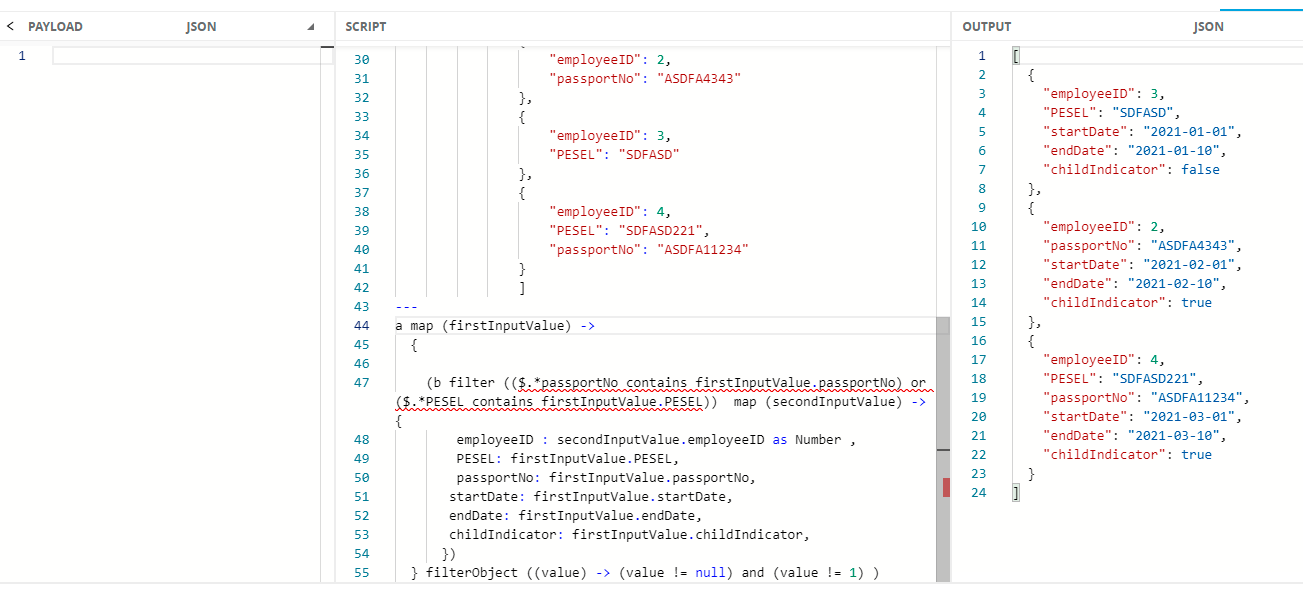 < PAYLOAD JSON
1
SCRIPT
30 "employeeID": 2,
31 "passportNo": "ASDFA4343"
32 },
33 {
34 "employeeID": 3,
35 "PESEL": "SDFASD"
36 },
37 {
38 "employeeID": 4,
39 "PESEL": "SDFASD221",
40 "passportNo": "ASDFA11234"
41 }
42 ]
43 ---
44 a map (firstInputValue) ->
45 {
46
47 (b filter (($.*passportNo contains firstInputValue.passportNo) or
($.*PESEL contains firstInputValue.PESEL)) map (secondInputValue) ->
{
48 employeeID : secondInputValue.employeeID as Number ,
49 PESEL: firstInputValue.PESEL,
50 passportNo: firstInputValue.passportNo,
51 startDate: firstInputValue.startDate,
52 endDate: firstInputValue.endDate,
53 childIndicator: firstInputValue.childIndicator,
54 })
55 } filterObject ((value) -> (value != null) and (value != 1) )
OUTPUT JSON
1 [
2 {
3 "employeeID": 3,
4 "PESEL": "SDFASD",
5 "startDate": "2021-01-01",
6 "endDate": "2021-01-10",
7 "childIndicator": false
8 },
9 {
10 "employeeID": 2,
11 "passportNo": "ASDFA4343",
12 "startDate": "2021-02-01",
13 "endDate": "2021-02-10",
14 "childIndicator": true
15 },
16 {
17 "employeeID": 4,
18 "PESEL": "SDFASD221",
19 "passportNo": "ASDFA11234",
20 "startDate": "2021-03-01",
21 "endDate": "2021-03-10",
22 "childIndicator": true
23 }
24 ]